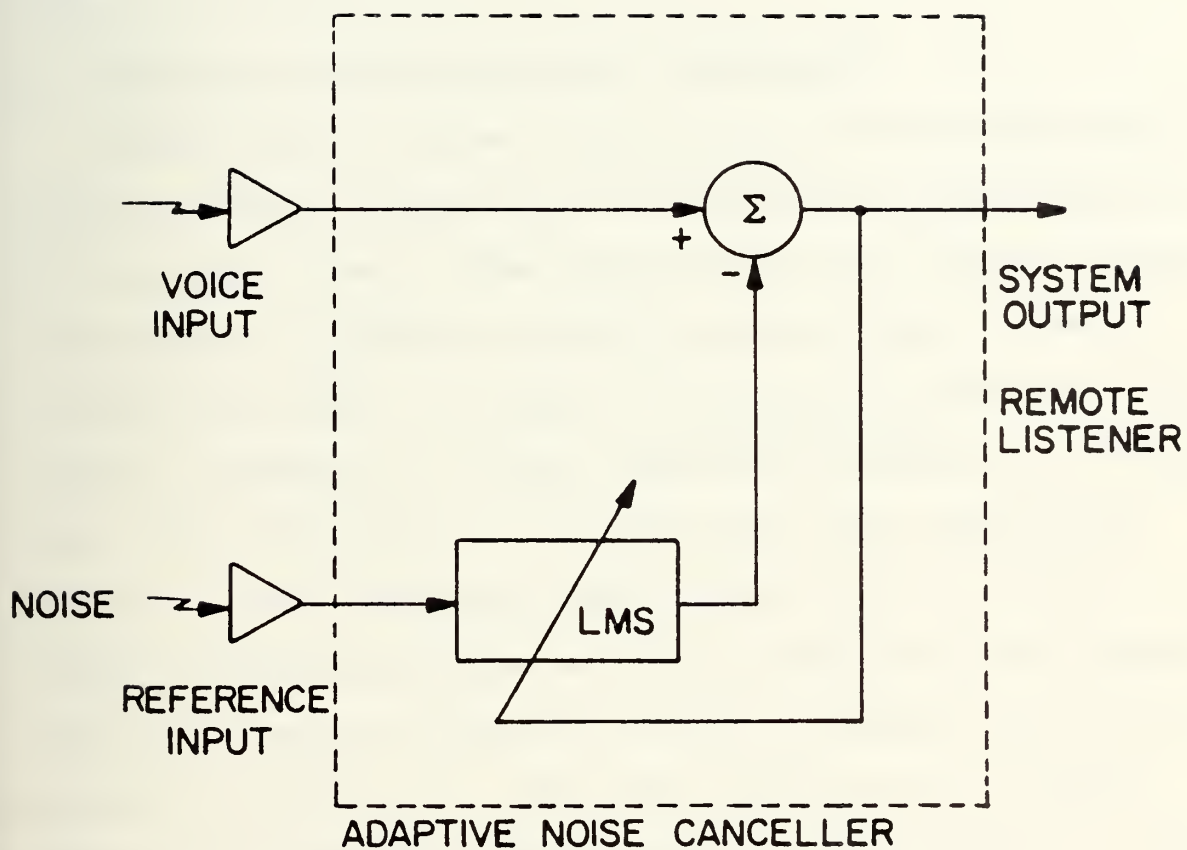 Σ
+
-
VOICE
INPUT
SYSTEM
OUTPUT
REMOTE
LISTENER
NOISE
LMS
REFERENCE
INPUT
ADAPTIVE NOISE CANCELLER